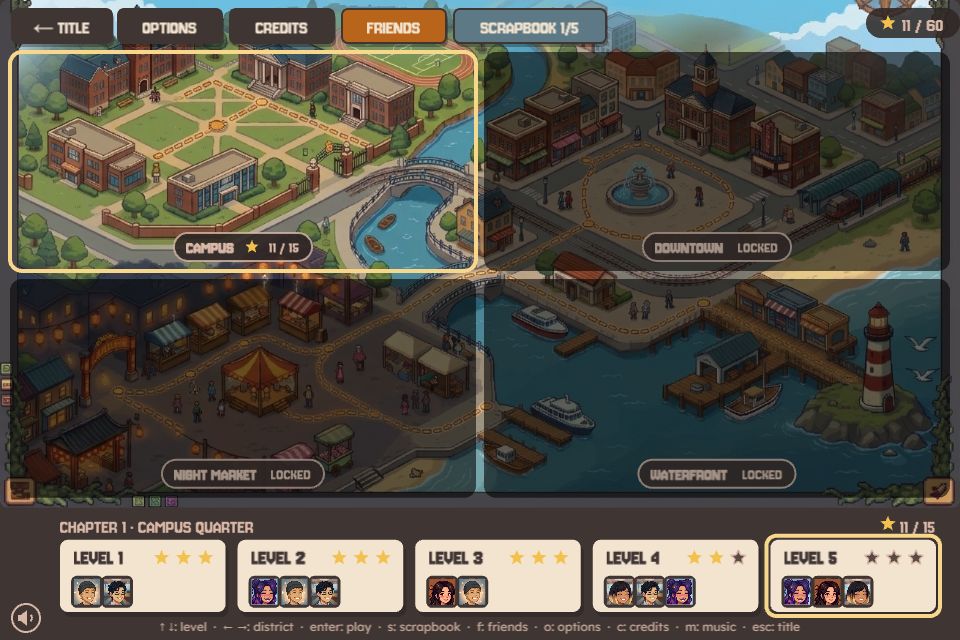 ← TITLE
OPTIONS
CREDITS
FRIENDS
SCRAPBOOK 1/5
11 / 60
CAMPUS 11 / 15
DOWNTOWN LOCKED
NIGHT MARKET LOCKED
WATERFRONT LOCKED
CHAPTER 1 · CAMPUS QUARTER
11 / 15
LEVEL 1
LEVEL 2
LEVEL 3
LEVEL 4
LEVEL 5
↑ ↓: level · ← →: district · enter: play · s: scrapbook · f: friends · o: options · c: credits · m: music · esc: title